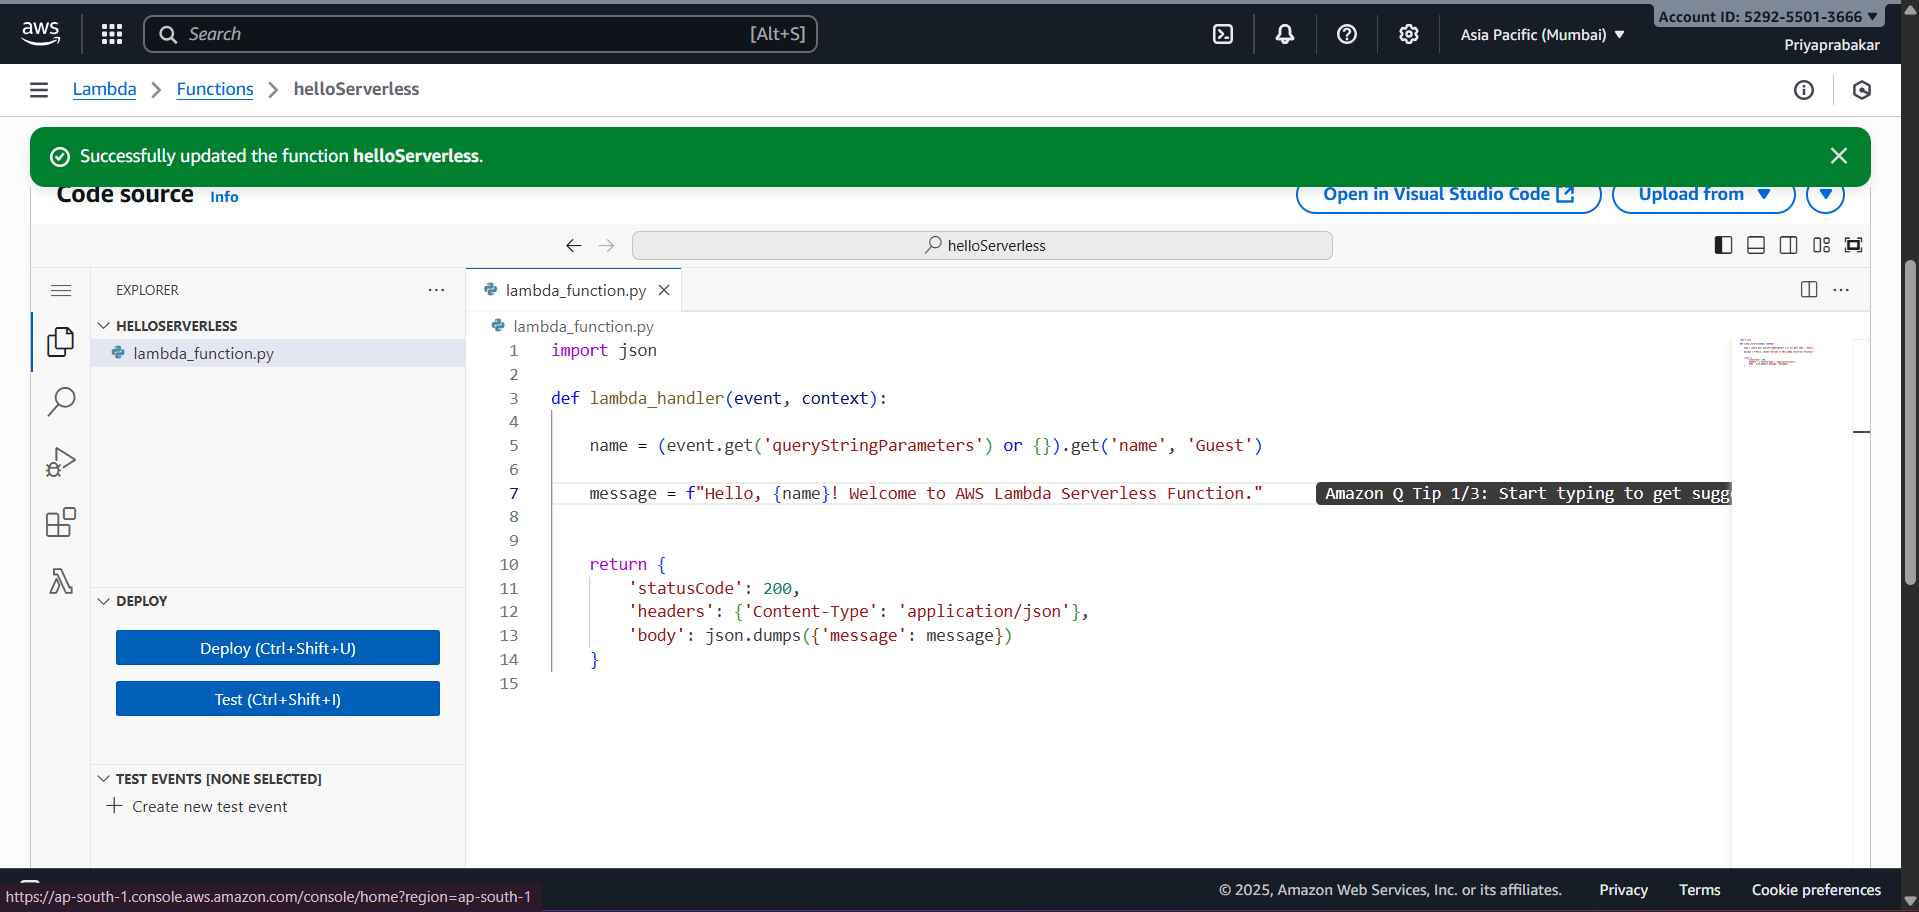 aws
Search [Alt+S]
Asia Pacific (Mumbai)
Account ID: 5292-5501-3666
Priyaprabakar
Lambda
Functions
helloServerless
Successfully updated the function helloServerless.
Code source Info
Open in Visual Studio Code
Upload from
helloServerless
EXPLORER
HELLOSERVERLESS
lambda_function.py
DEPLOY
Deploy (Ctrl+Shift+U)
Test (Ctrl+Shift+I)
TEST EVENTS [NONE SELECTED]
Create new test event
lambda_function.py
lambda_function.py
1 import json
2
3 def lambda_handler(event, context):
4
5 name = (event.get('queryStringParameters') or {}).get('name', 'Guest')
6
7 message = f"Hello, {name}! Welcome to AWS Lambda Serverless Function." Amazon Q Tip 1/3: Start typing to get sugg
8
9
10 return {
11 'statusCode': 200,
12 'headers': {'Content-Type': 'application/json'},
13 'body': json.dumps({'message': message})
14 }
15
https://ap-south-1.console.aws.amazon.com/console/home?region=ap-south-1
© 2025, Amazon Web Services, Inc. or its affiliates. Privacy Terms Cookie preferences